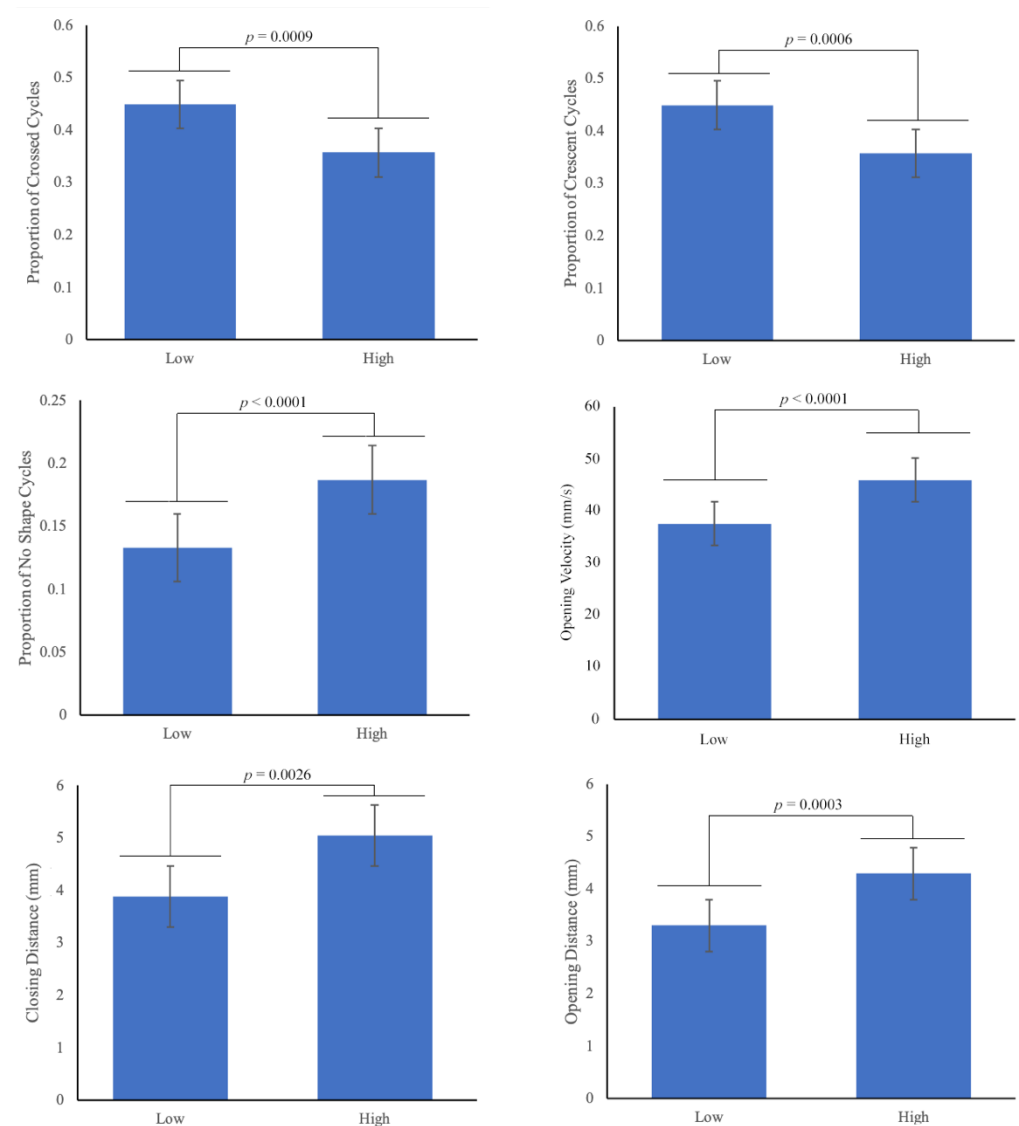 Proportion of Crossed Cycles
0.6
0.5
0.4
0.3
0.2
0.1
0
p = 0.0009
Low
High
Proportion of Crescent Cycles
0.6
0.5
0.4
0.3
0.2
0.1
0
p = 0.0006
Low
High
Proportion of No Shape Cycles
0.25
0.2
0.15
0.1
0.05
0
p < 0.0001
Low
High
Opening Velocity (mm/s)
60
50
40
30
20
10
0
p < 0.0001
Low
High
Closing Distance (mm)
6
5
4
3
2
1
0
p = 0.0026
Low
High
Opening Distance (mm)
6
5
4
3
2
1
0
p = 0.0003
Low
High